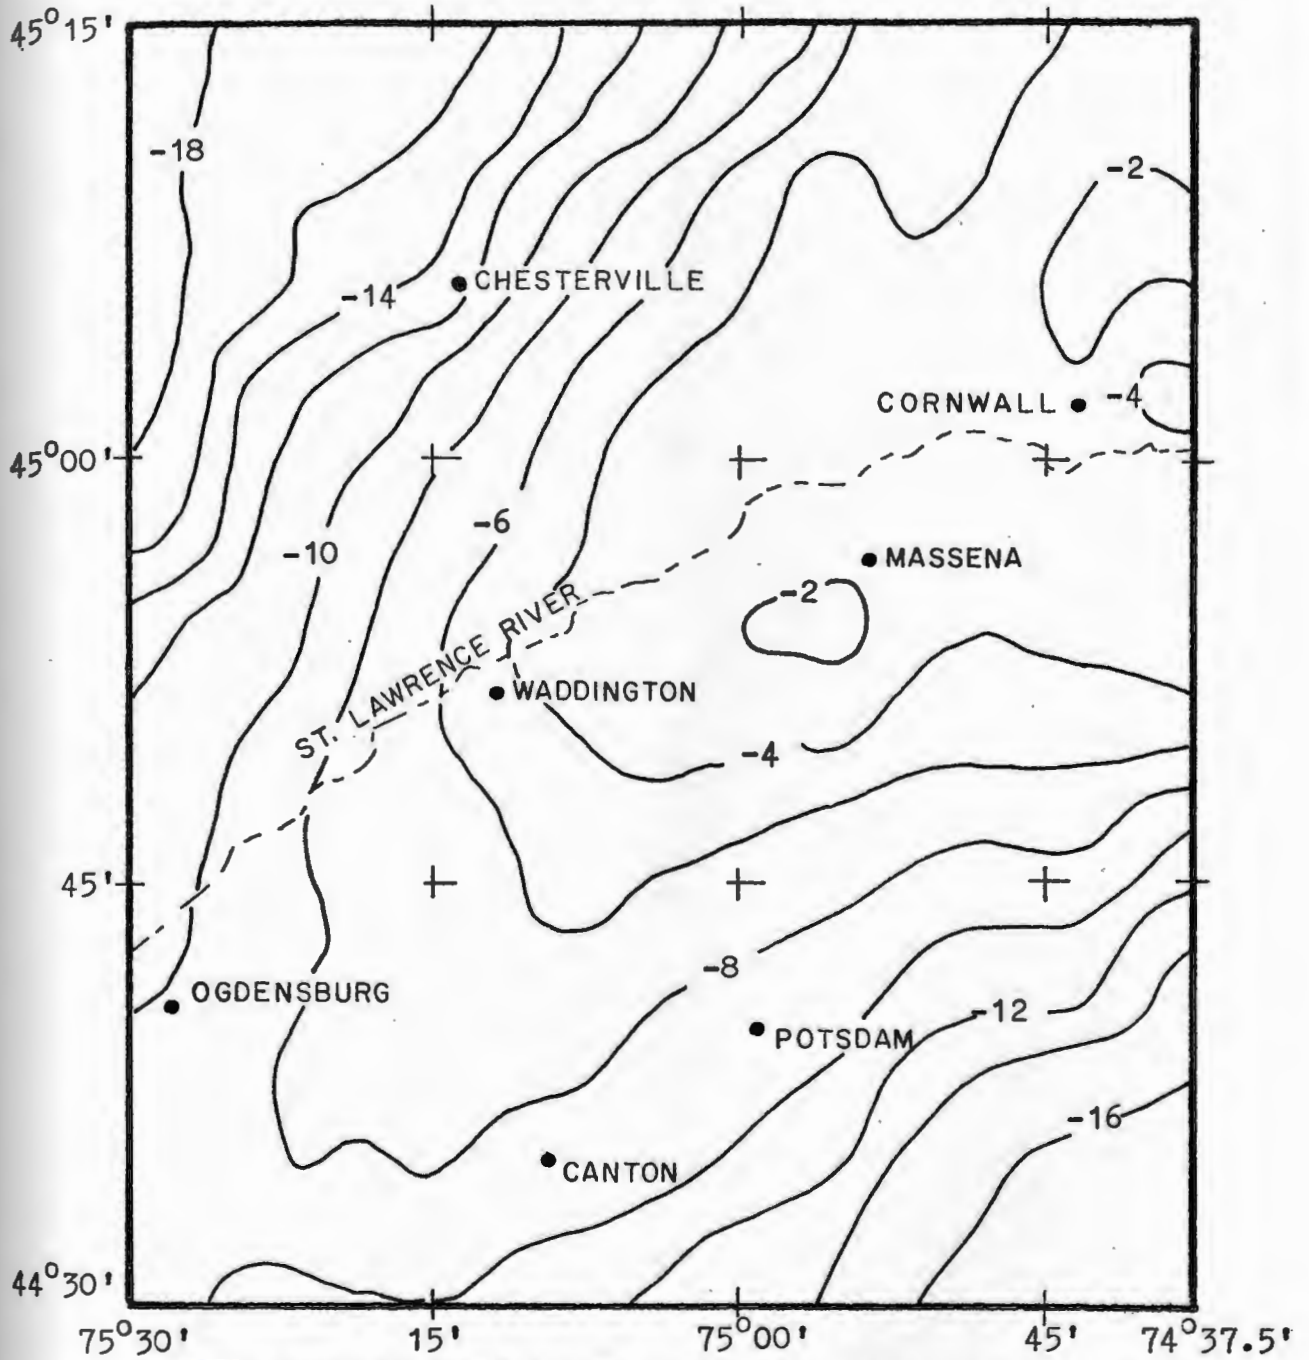 45°15'
-18
-2
-14
CHESTERVILLE
CORNWALL
-4
45°00'
-6
-10
MASSENA
-2
ST. LAWRENCE RIVER
WADDINGTON
-4
45'
-8
OGDENSBURG
-12
POTSDAM
-16
CANTON
44°30'
75°30'
15'
75°00'
45'
74°37.5'